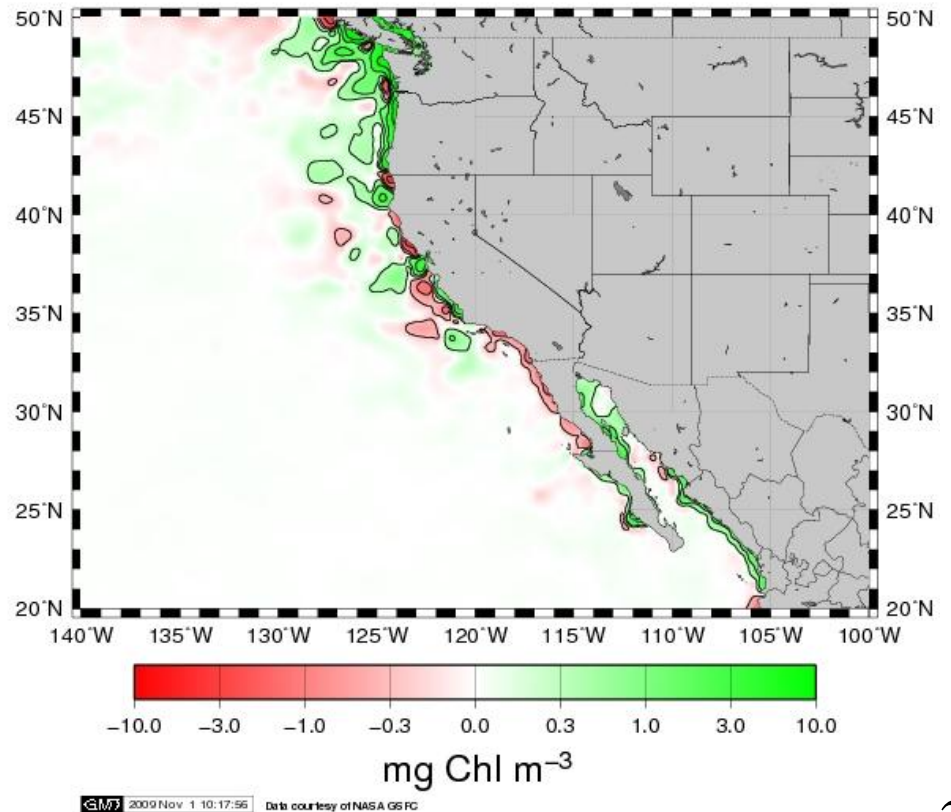 50°N 50°N
45°N 45°N
40°N 40°N
35°N 35°N
30°N 30°N
25°N 25°N
20°N 20°N
140°W 135°W 130°W 125°W 120°W 115°W 110°W 105°W 100°W
−10.0 −3.0 −1.0 −0.3 0.0 0.3 1.0 3.0 10.0
mg Chl m⁻³
GMT 2009 Nov 1 10:17:56 Data courtesy of NASA GSFC